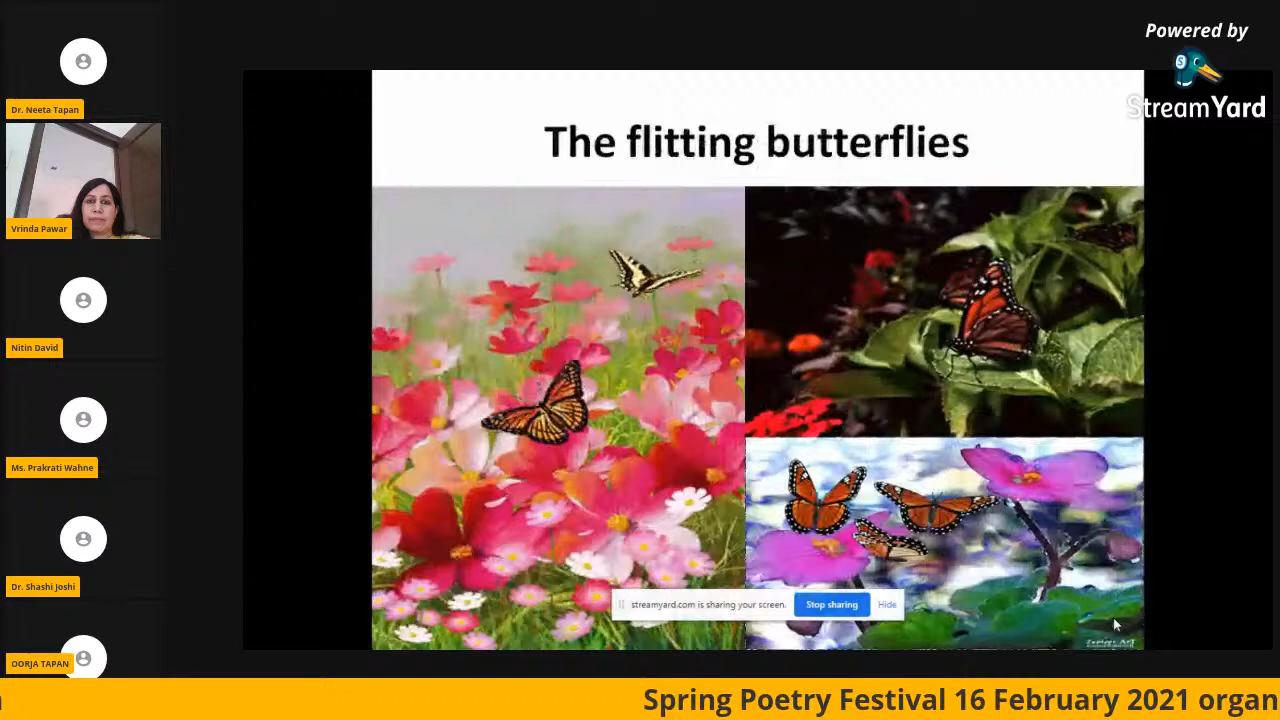 Powered by
StreamYard
Dr. Neeta Tapan
Vrinda Pawar
Nitin David
Ms. Prakrati Wahne
Dr. Shashi Joshi
OORJA TAPAN
The flitting butterflies
streamyard.com is sharing your screen.
Stop sharing
Hide
Spring Poetry Festival 16 February 2021 organ